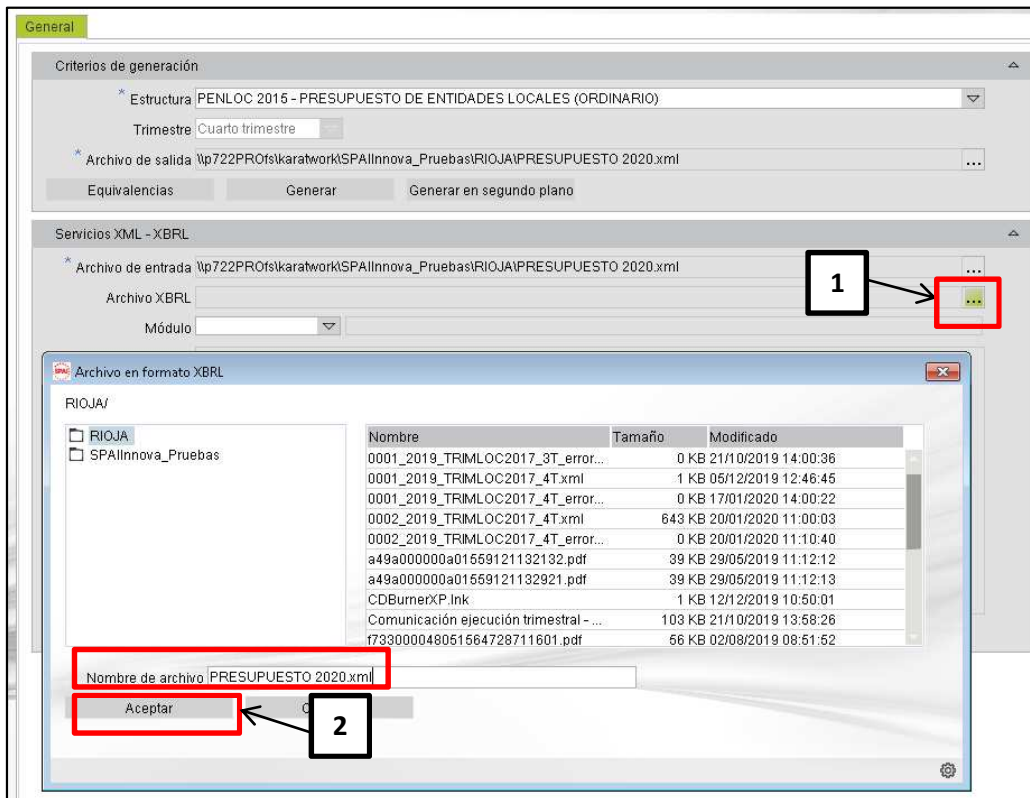 General
Criterios de generación
* Estructura PENLOC 2015 - PRESUPUESTO DE ENTIDADES LOCALES (ORDINARIO)
Trimestre Cuarto trimestre
* Archivo de salida \\p722PROfs\karatwork\SPAIInnova_Pruebas\RIOJA\PRESUPUESTO 2020.xml ...
Equivalencias Generar Generar en segundo plano
Servicios XML - XBRL
* Archivo de entrada \\p722PROfs\karatwork\SPAIInnova_Pruebas\RIOJA\PRESUPUESTO 2020.xml ...
1
Archivo XBRL ...
Módulo
Archivo en formato XBRL
RIOJA/
RIOJA
SPAIInnova_Pruebas
Nombre Tamaño Modificado
0001_2019_TRIMLOC2017_3T_error... 0 KB 21/10/2019 14:00:36
0001_2019_TRIMLOC2017_4T.xml 1 KB 05/12/2019 12:46:45
0001_2019_TRIMLOC2017_4T_error... 0 KB 17/01/2020 14:00:22
0002_2019_TRIMLOC2017_4T.xml 643 KB 20/01/2020 11:00:03
0002_2019_TRIMLOC2017_4T_error... 0 KB 20/01/2020 11:10:40
a49a000000a01559121132132.pdf 39 KB 29/05/2019 11:12:12
a49a000000a01559121132921.pdf 39 KB 29/05/2019 11:12:13
CDBurnerXP.lnk 1 KB 12/12/2019 10:50:01
Comunicación ejecución trimestral - ... 103 KB 21/10/2019 13:58:26
f733000048051564728711601.pdf 56 KB 02/08/2019 08:51:52
Nombre de archivo PRESUPUESTO 2020.xml
Aceptar
2